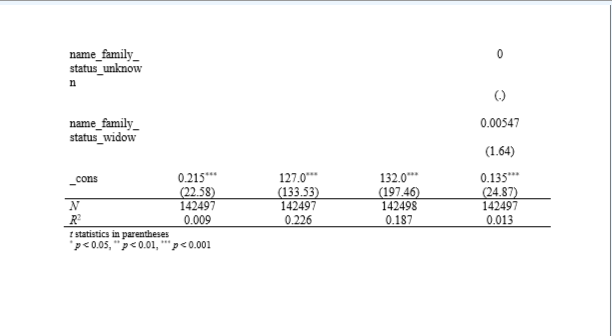 name_family_ 0
status_unknow
n
(.)
name_family_ 0.00547
status_widow
(1.64)
_cons 0.215*** 127.0*** 132.0*** 0.135***
(22.58) (133.53) (197.46) (24.87)
N 142497 142497 142498 142497
R² 0.009 0.226 0.187 0.013
t statistics in parentheses
* p < 0.05, ** p < 0.01, *** p < 0.001